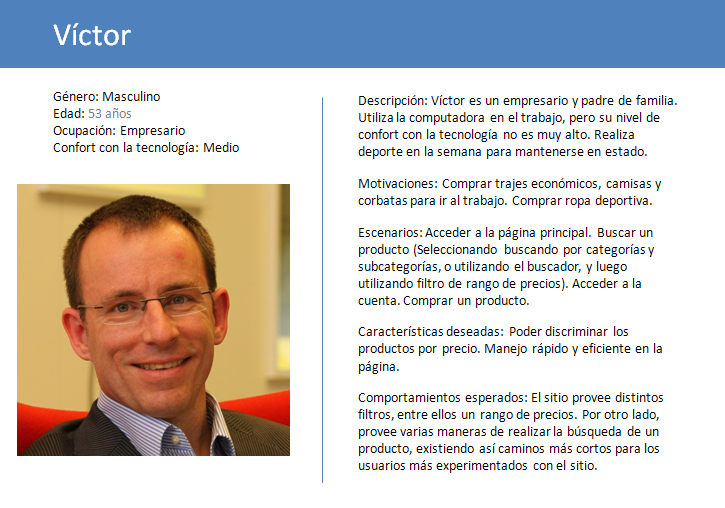 Víctor
Género: Masculino
Edad: 53 años
Ocupación: Empresario
Confort con la tecnología: Medio
Descripción: Víctor es un empresario y padre de familia.
Utiliza la computadora en el trabajo, pero su nivel de
confort con la tecnología no es muy alto. Realiza
deporte en la semana para mantenerse en estado.
Motivaciones: Comprar trajes económicos, camisas y
corbatas para ir al trabajo. Comprar ropa deportiva.
Escenarios: Acceder a la página principal. Buscar un
producto (Seleccionando buscando por categorías y
subcategorías, o utilizando el buscador, y luego
utilizando filtro de rango de precios). Acceder a la
cuenta. Comprar un producto.
Características deseadas: Poder discriminar los
productos por precio. Manejo rápido y eficiente en la
página.
Comportamientos esperados: El sitio provee distintos
filtros, entre ellos un rango de precios. Por otro lado,
provee varias maneras de realizar la búsqueda de un
producto, existiendo así caminos más cortos para los
usuarios más experimentados con el sitio.